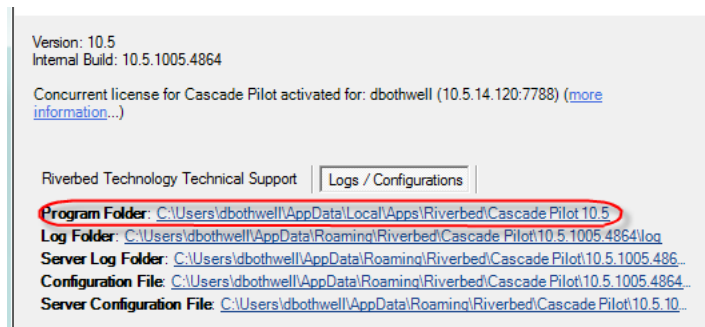 Version: 10.5
Internal Build: 10.5.1005.4864
Concurrent license for Cascade Pilot activated for: dbothwell (10.5.14.120:7788) (more
information...)
Riverbed Technology Technical Support Logs / Configurations
Program Folder: C:\Users\dbothwell\AppData\Local\Apps\Riverbed\Cascade Pilot 10.5
Log Folder: C:\Users\dbothwell\AppData\Roaming\Riverbed\Cascade Pilot\10.5.1005.4864\log
Server Log Folder: C:\Users\dbothwell\AppData\Roaming\Riverbed\Cascade Pilot\10.5.1005.486...
Configuration File: C:\Users\dbothwell\AppData\Roaming\Riverbed\Cascade Pilot\10.5.1005.4864...
Server Configuration File: C:\Users\dbothwell\AppData\Roaming\Riverbed\Cascade Pilot\10.5.10...